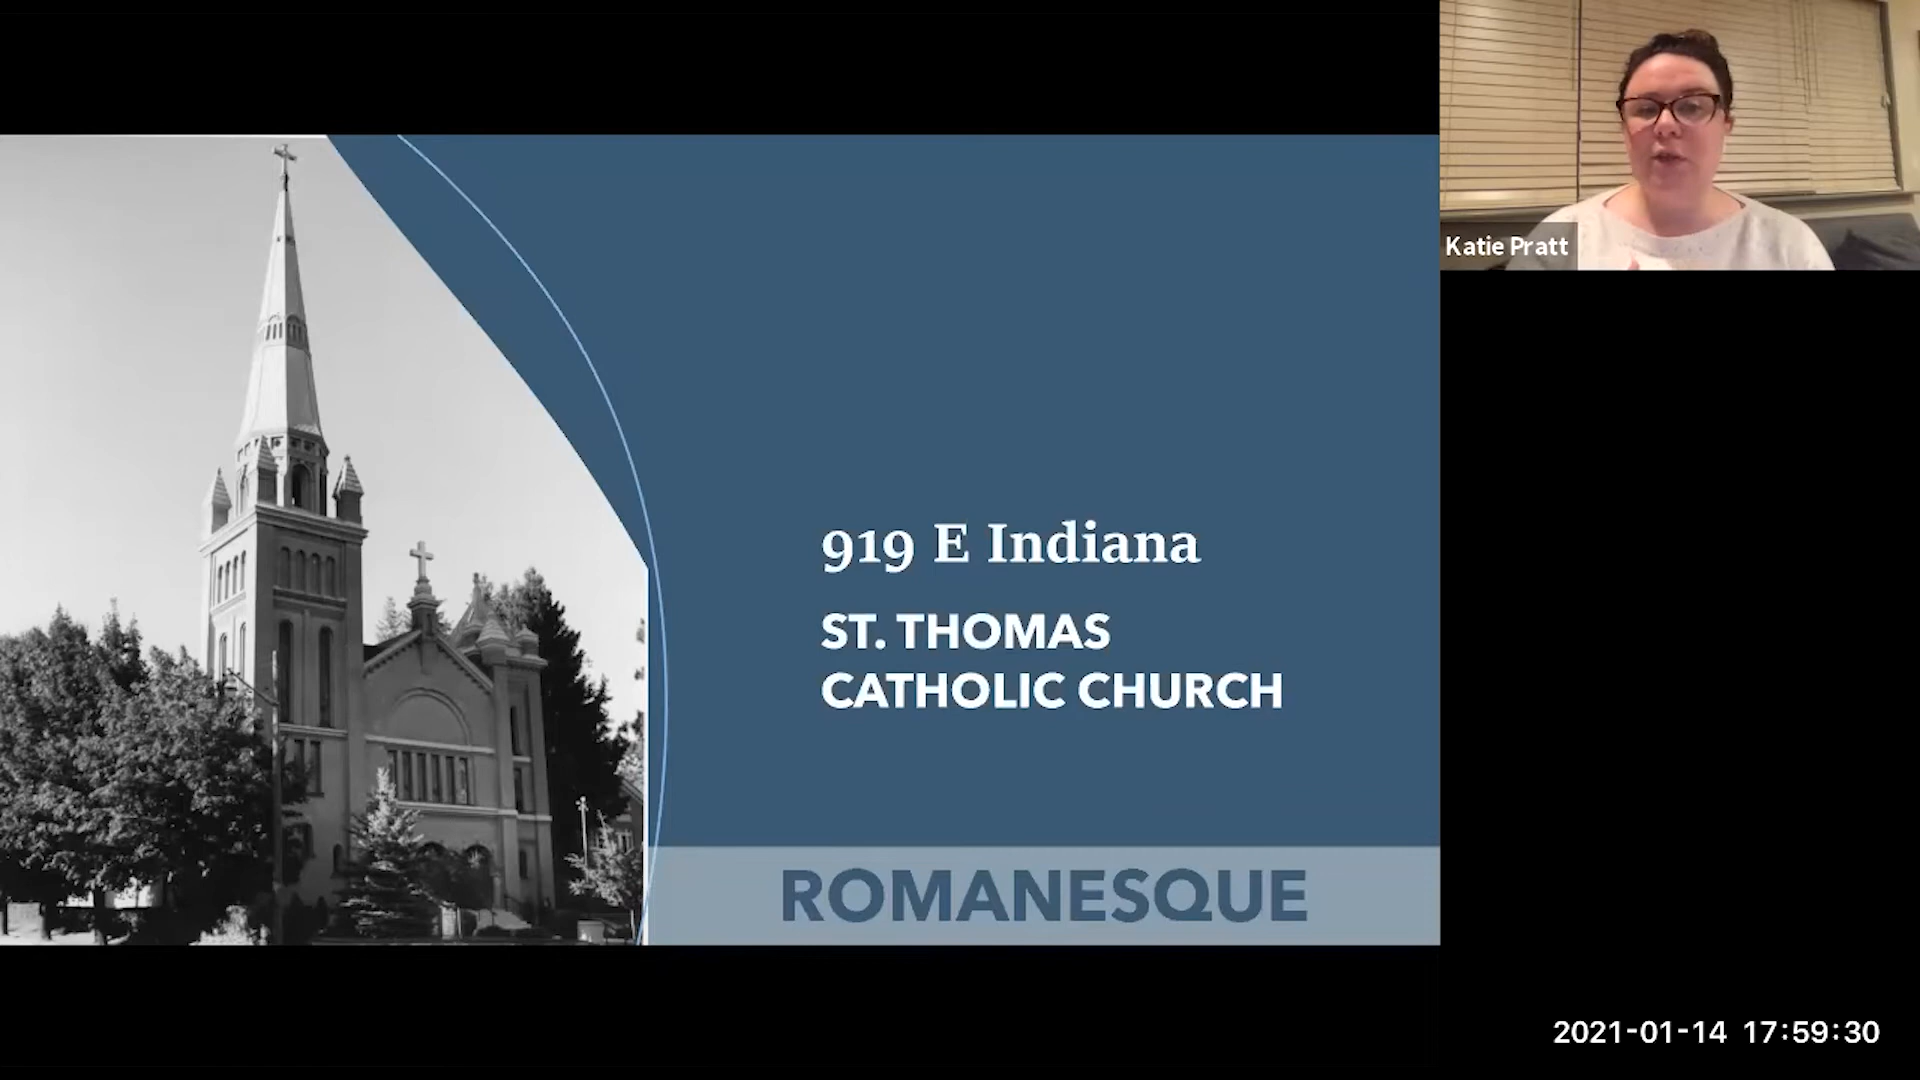 Katie Pratt
919 E Indiana
ST. THOMAS
CATHOLIC CHURCH
ROMANESQUE
2021-01-14 17:59:30